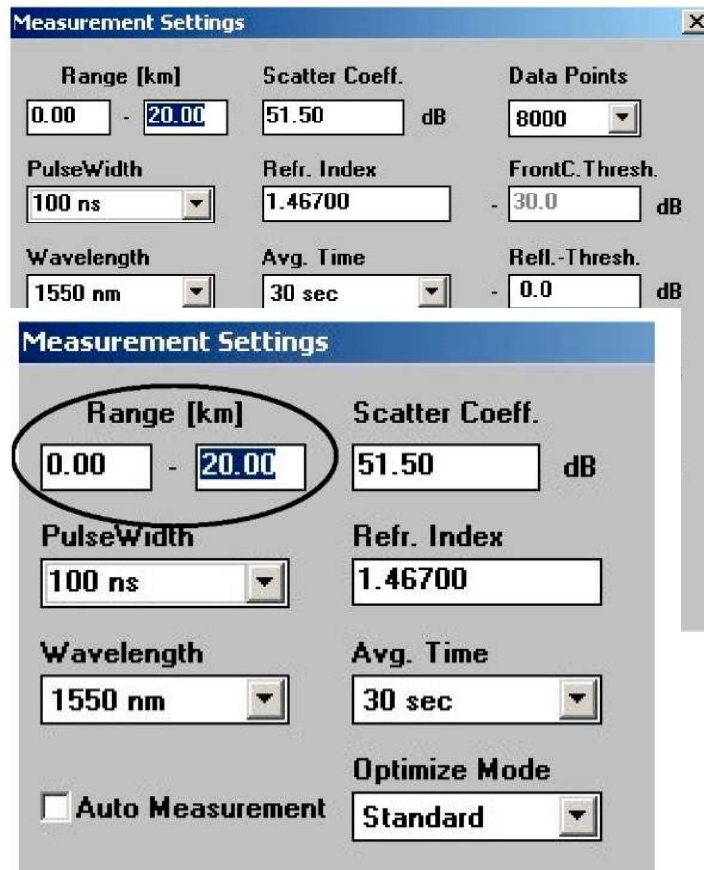 Measurement Settings
Range [km] Scatter Coeff. Data Points
0.00 - 20.00 51.50 dB 8000
PulseWidth Refr. Index FrontC.Thresh.
100 ns 1.46700 - 30.0 dB
Wavelength Avg. Time Refl.-Thresh.
1550 nm 30 sec - 0.0 dB
Measurement Settings
Range [km] Scatter Coeff.
0.00 - 20.00 51.50 dB
PulseWidth Refr. Index
100 ns 1.46700
Wavelength Avg. Time
1550 nm 30 sec
Optimize Mode
Auto Measurement Standard